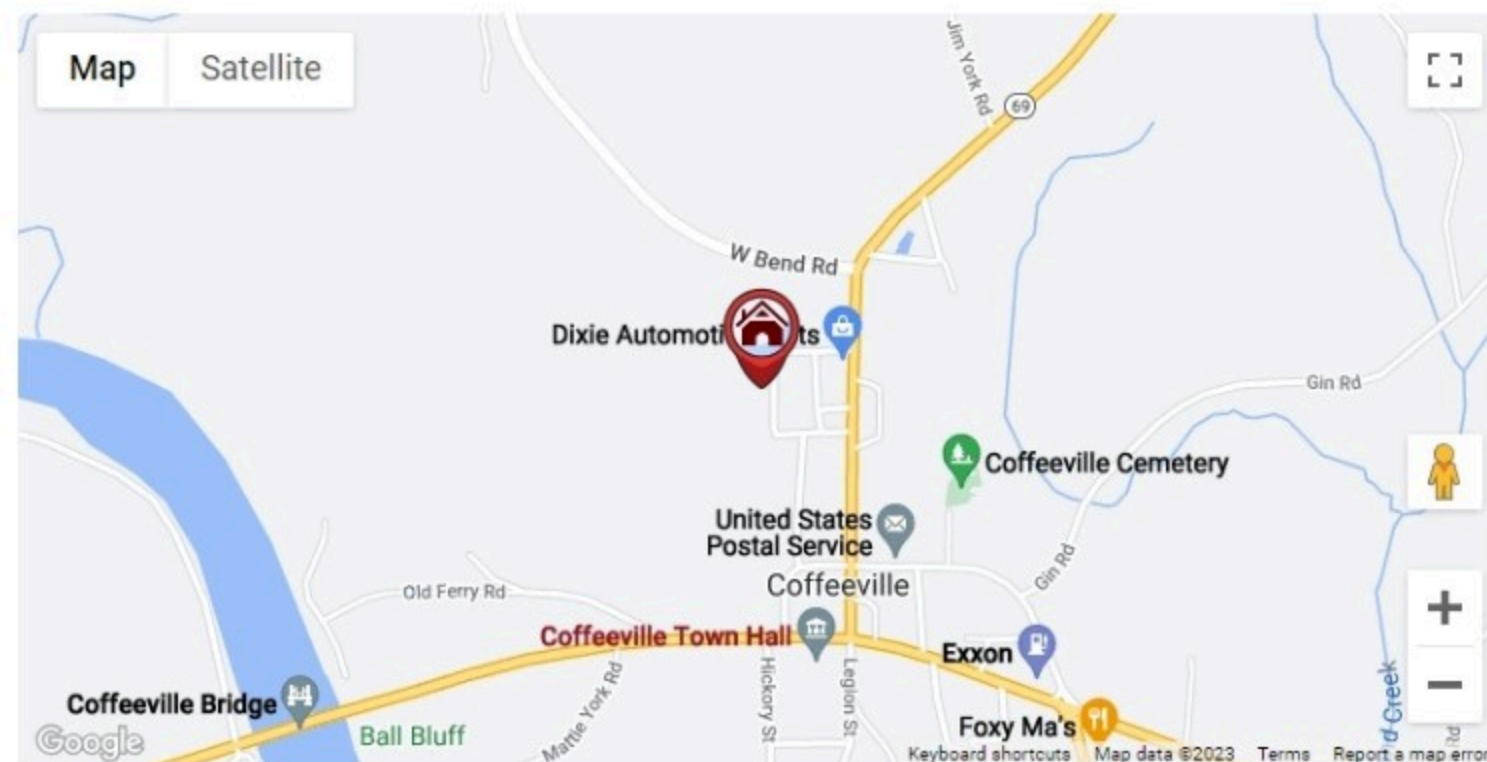 Map
Satellite
Jim York Rd
69
W Bend Rd
Dixie Automoti ts
Gin Rd
Coffeeville Cemetery
United States
Postal Service
Gin Rd
Coffeeville
Old Ferry Rd
Coffeeville Town Hall
Exxon
Hickory St
Legion St
Mattie York Rd
Coffeeville Bridge
Ball Bluff
Foxy Ma's
d Creek
Rd
Google
Keyboard shortcuts
Map data ©2023
Terms
Report a map error